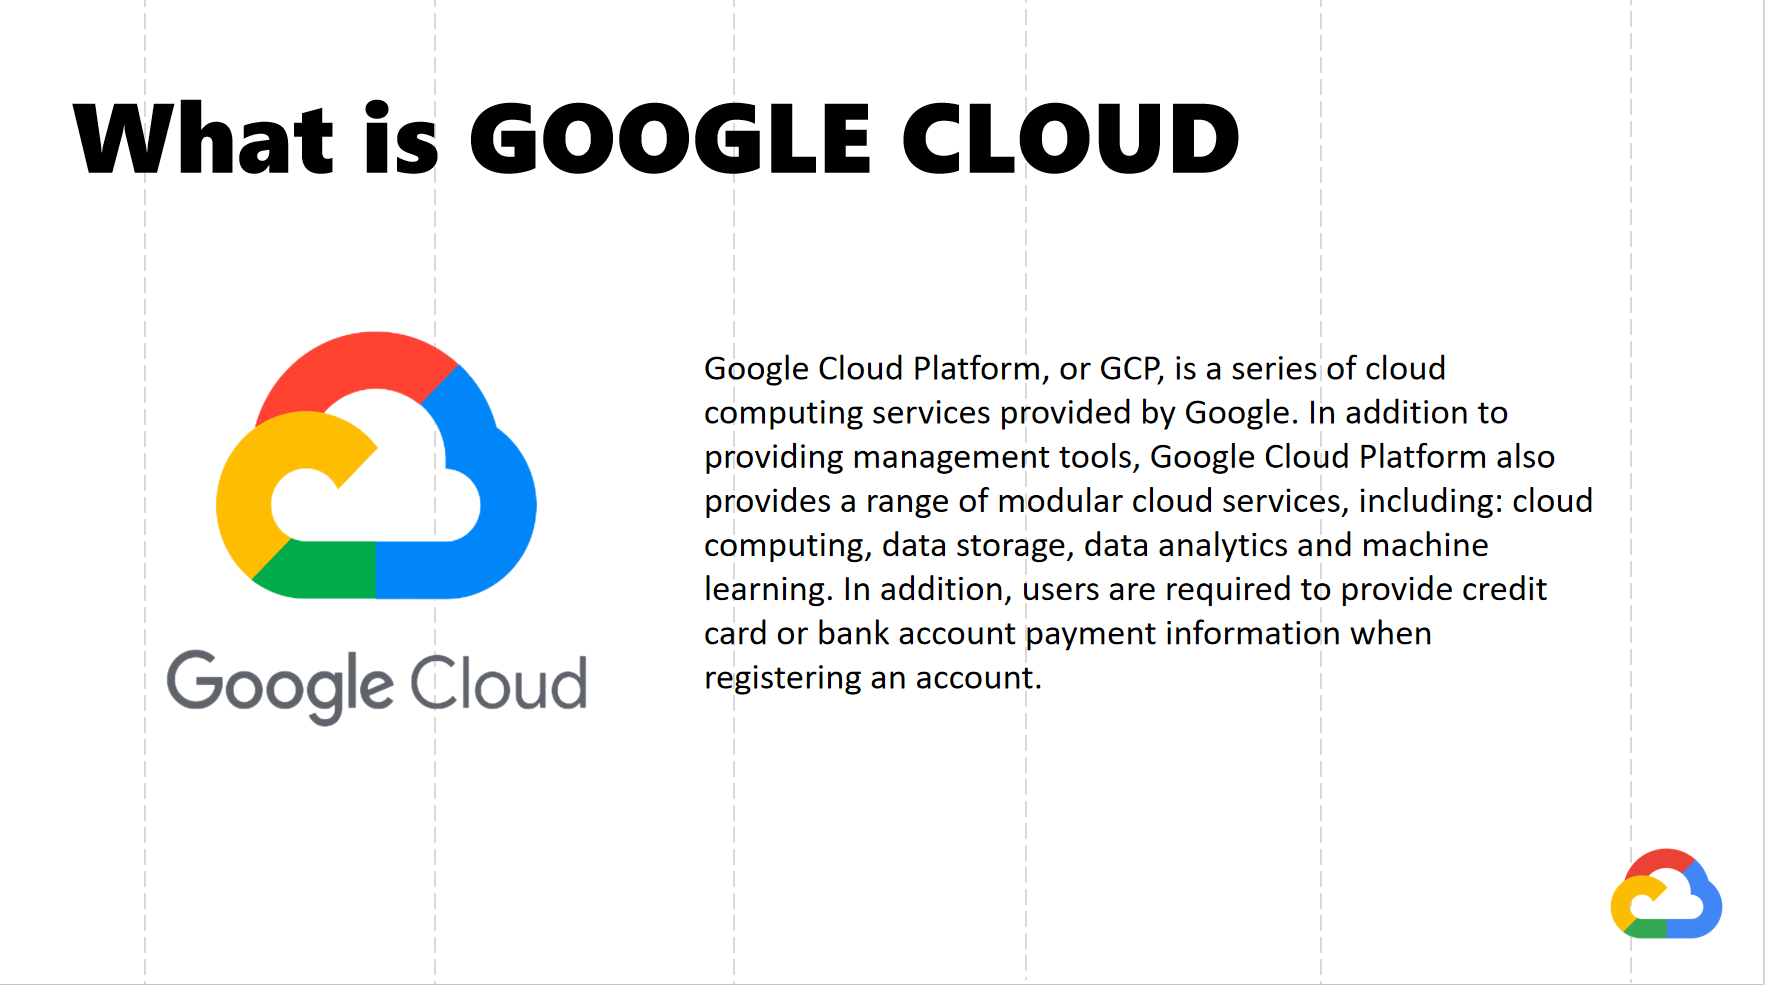 What is GOOGLE CLOUD
Google Cloud Platform, or GCP, is a series of cloud
computing services provided by Google. In addition to
providing management tools, Google Cloud Platform also
provides a range of modular cloud services, including: cloud
computing, data storage, data analytics and machine
learning. In addition, users are required to provide credit
card or bank account payment information when
registering an account.
Google Cloud